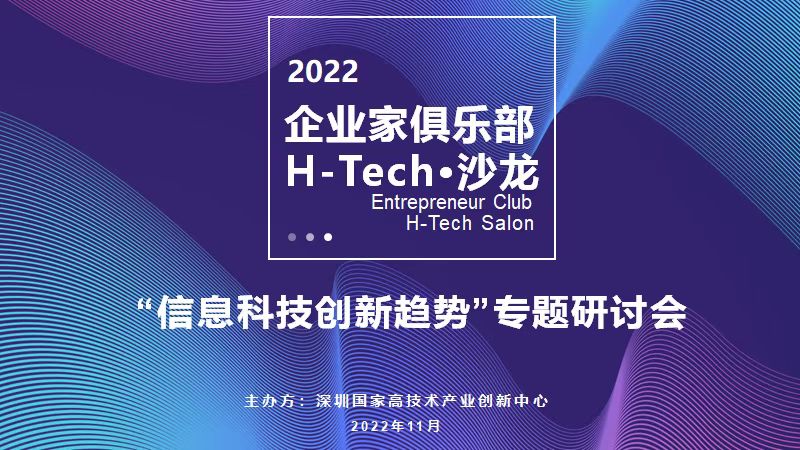 2022
企业家俱乐部
H-Tech•沙龙
Entrepreneur Club
H-Tech Salon
“信息科技创新趋势”专题研讨会
主办方：深圳国家高技术产业创新中心
2022年11月